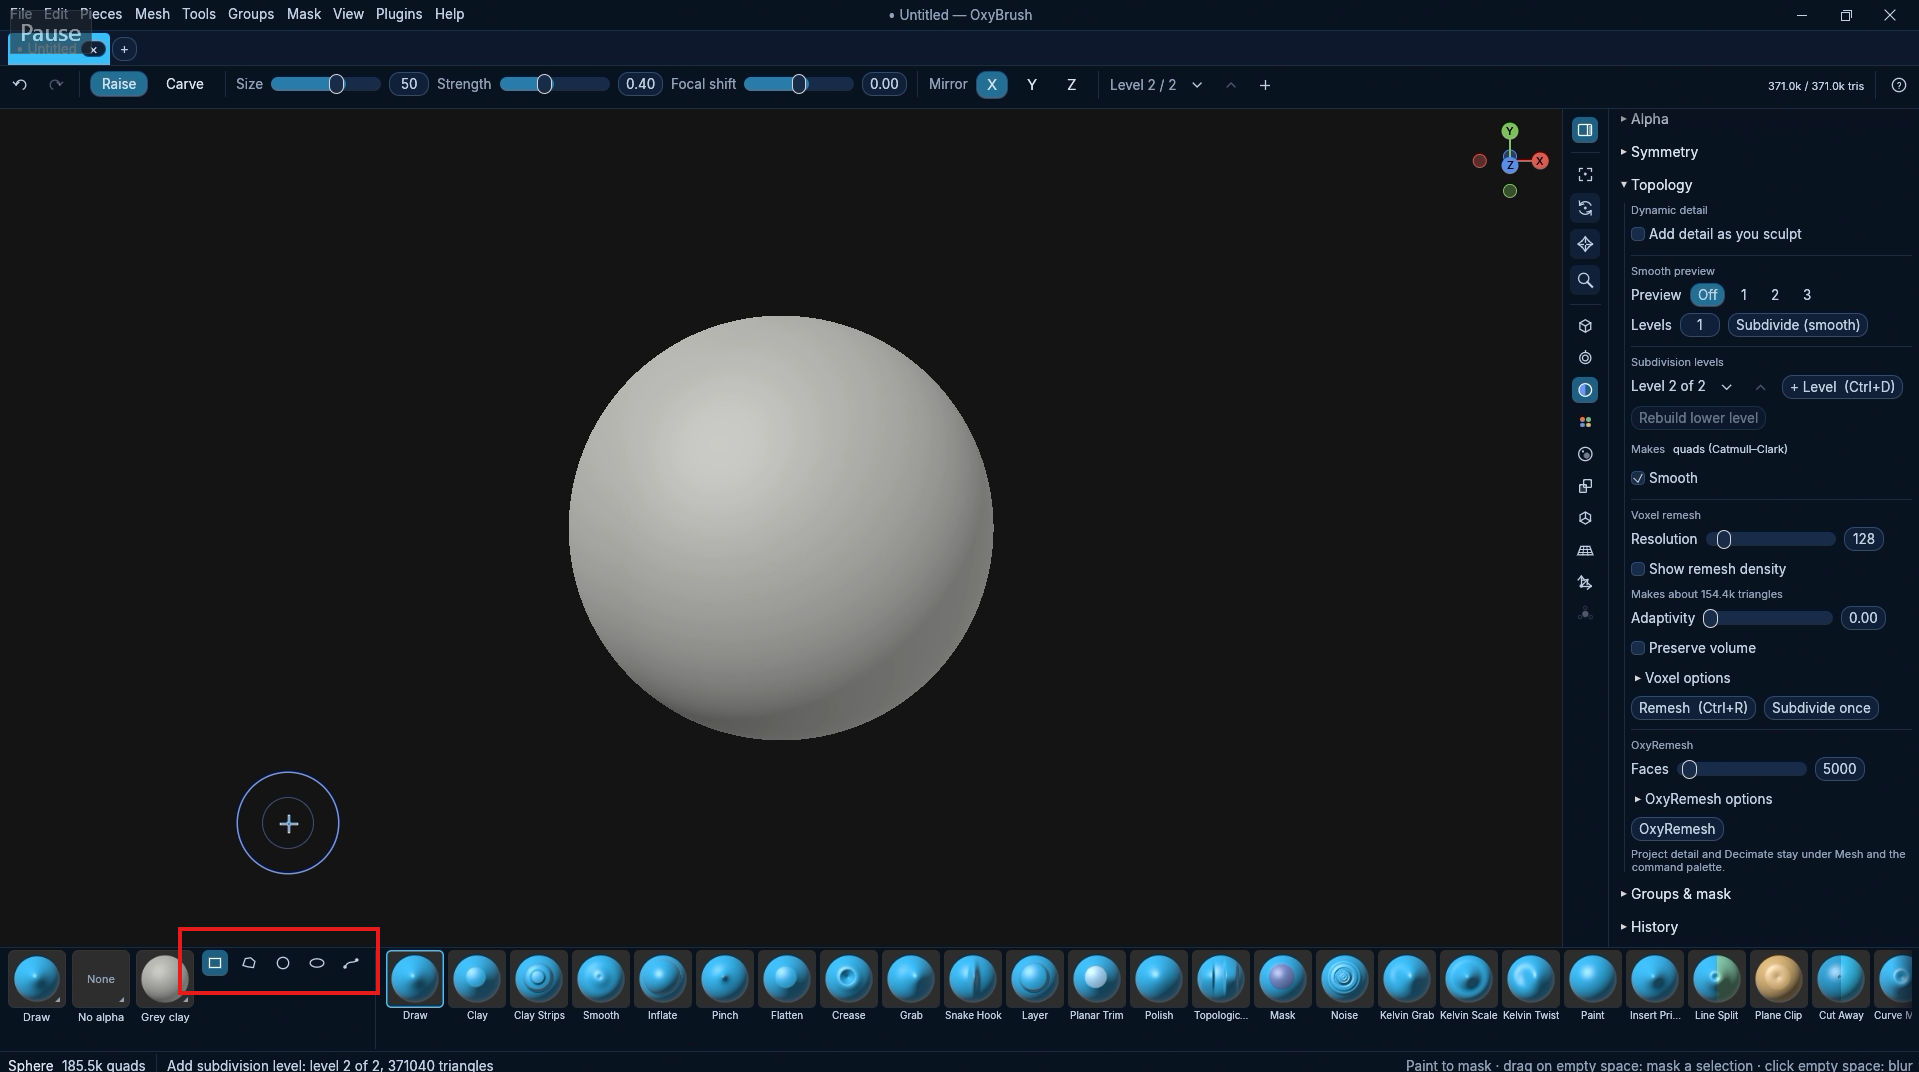 File Edit Pieces Mesh Tools Groups Mask View Plugins Help
• Untitled — OxyBrush
Pause
• Untitled × +
Raise Carve Size 50 Strength 0.40 Focal shift 0.00 Mirror X Y Z Level 2 / 2 + 371.0k / 371.0k tris
Y
Z X
Alpha
Symmetry
Topology
Dynamic detail
Add detail as you sculpt
Smooth preview
Preview Off 1 2 3
Levels 1 Subdivide (smooth)
Subdivision levels
Level 2 of 2 + Level (Ctrl+D)
Rebuild lower level
Makes quads (Catmull–Clark)
Smooth
Voxel remesh
Resolution 128
Show remesh density
Makes about 154.4k triangles
Adaptivity 0.00
Preserve volume
Voxel options
Remesh (Ctrl+R) Subdivide once
OxyRemesh
Faces 5000
OxyRemesh options
OxyRemesh
Project detail and Decimate stay under Mesh and the
command palette.
Groups & mask
History
None
Draw No alpha Grey clay
Draw Clay Clay Strips Smooth Inflate Pinch Flatten Crease Grab Snake Hook Layer Planar Trim Polish Topologic... Mask Noise Kelvin Grab Kelvin Scale Kelvin Twist Paint Insert Pri... Line Split Plane Clip Cut Away Curve M
Sphere 185.5k quads Add subdivision level: level 2 of 2, 371040 triangles
Paint to mask · drag on empty space: mask a selection · click empty space: blur